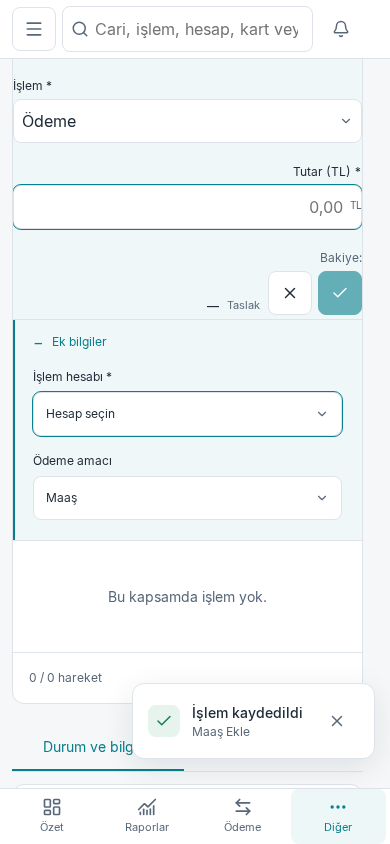 Cari, işlem, hesap, kart vey
İşlem *
Ödeme
Tutar (TL) *
0,00 TL
Bakiye:
— Taslak
– Ek bilgiler
İşlem hesabı *
Hesap seçin
Ödeme amacı
Maaş
Bu kapsamda işlem yok.
0 / 0 hareket
İşlem kaydedildi
Maaş Ekle
Durum ve bilg
Özet
Raporlar
Ödeme
Diğer